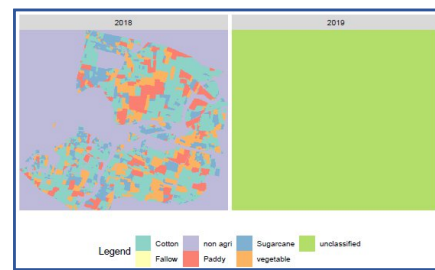 2018 2019
Legend Cotton non agri Sugarcane unclassified
Fallow Paddy vegetable